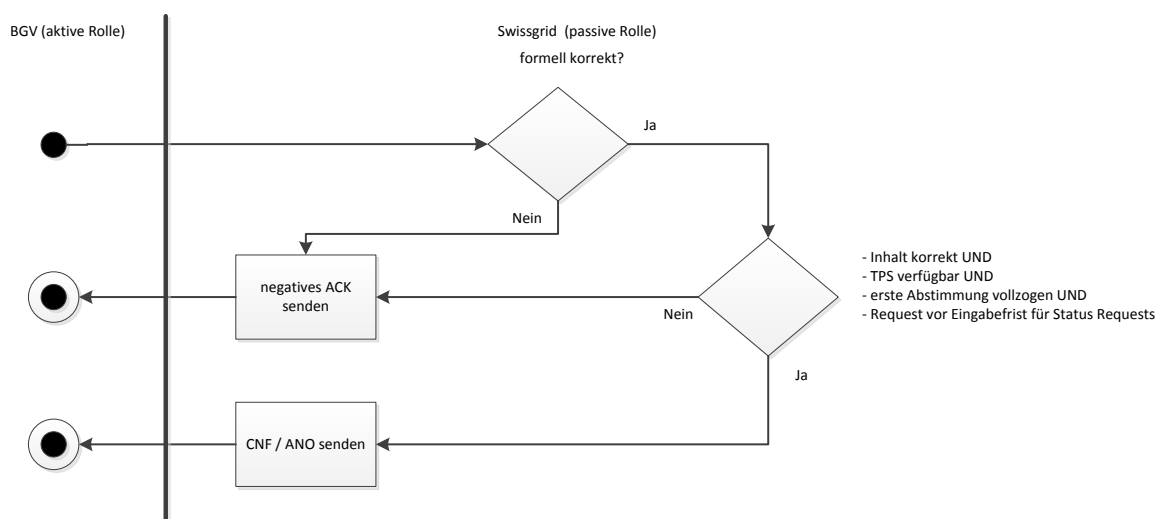 BGV (aktive Rolle)
Swissgrid  (passive Rolle)
formell korrekt?
Ja
Nein
- Inhalt korrekt UND
- TPS verfügbar UND
- erste Abstimmung vollzogen UND
- Request vor Eingabefrist für Status Requests
negatives ACK
senden
Nein
Ja
CNF / ANO senden